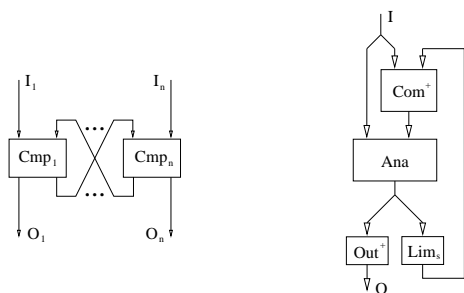 I₁ Iₙ
...
Cmp₁ Cmpₙ
...
O₁ Oₙ
I
Com⁺
Ana
Out⁺ Limₛ
O